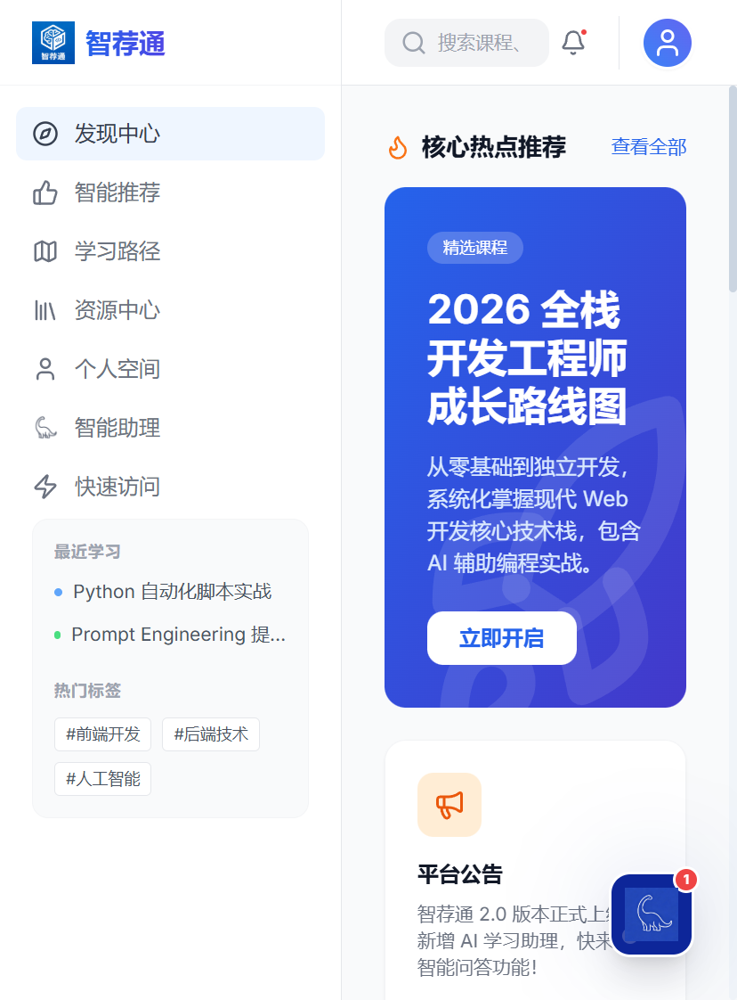 智荐通
智荐通
搜索课程、
发现中心
智能推荐
学习路径
资源中心
个人空间
智能助理
快速访问
最近学习
Python 自动化脚本实战
Prompt Engineering 提...
热门标签
#前端开发
#后端技术
#人工智能
核心热点推荐
查看全部
精选课程
2026 全栈
开发工程师
成长路线图
从零基础到独立开发，
系统化掌握现代 Web
开发核心技术栈，包含
AI 辅助编程实战。
立即开启
平台公告
智荐通 2.0 版本正式上
新增 AI 学习助理，快来
智能问答功能！
1